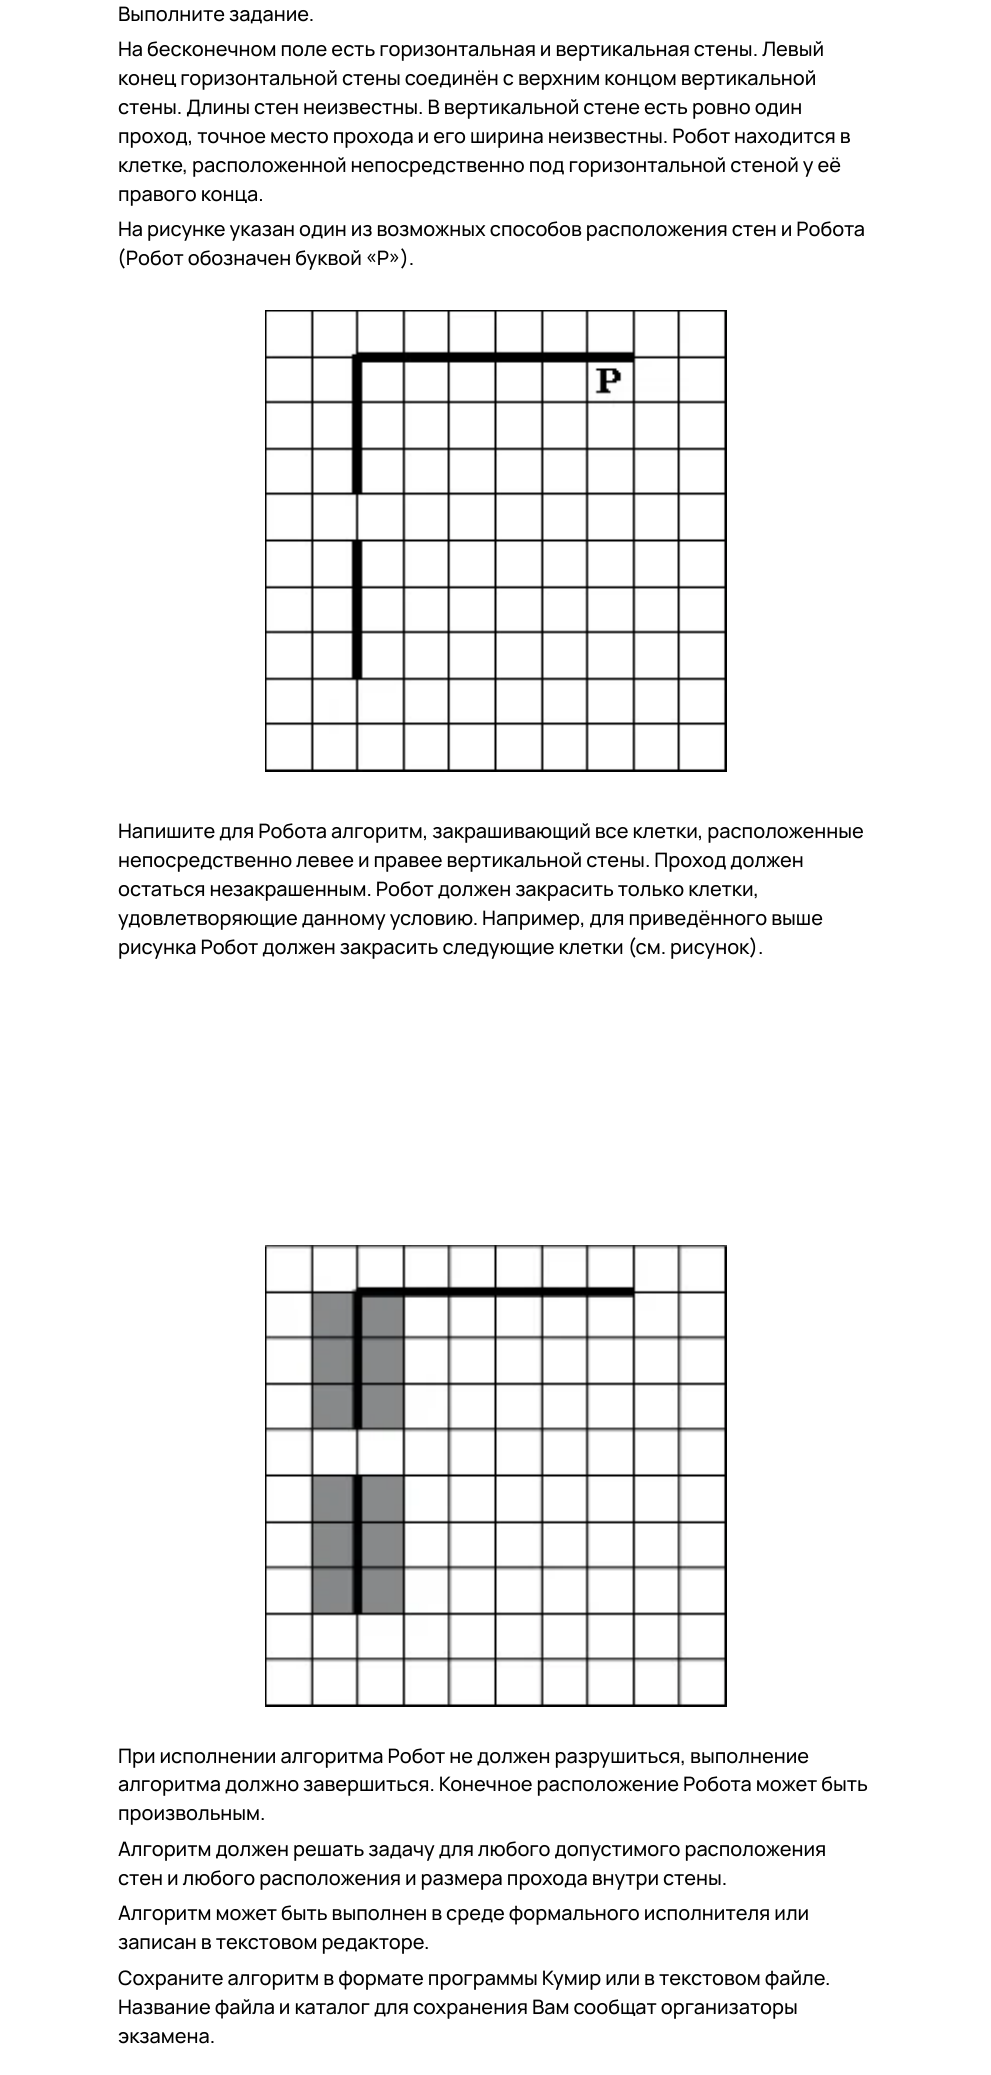 Выполните задание.
На бесконечном поле есть горизонтальная и вертикальная стены. Левый
конец горизонтальной стены соединён с верхним концом вертикальной
стены. Длины стен неизвестны. В вертикальной стене есть ровно один
проход, точное место прохода и его ширина неизвестны. Робот находится в
клетке, расположенной непосредственно под горизонтальной стеной у её
правого конца.
На рисунке указан один из возможных способов расположения стен и Робота
(Робот обозначен буквой «Р»).
Р
Напишите для Робота алгоритм, закрашивающий все клетки, расположенные
непосредственно левее и правее вертикальной стены. Проход должен
остаться незакрашенным. Робот должен закрасить только клетки,
удовлетворяющие данному условию. Например, для приведённого выше
рисунка Робот должен закрасить следующие клетки (см. рисунок).
При исполнении алгоритма Робот не должен разрушиться, выполнение
алгоритма должно завершиться. Конечное расположение Робота может быть
произвольным.
Алгоритм должен решать задачу для любого допустимого расположения
стен и любого расположения и размера прохода внутри стены.
Алгоритм может быть выполнен в среде формального исполнителя или
записан в текстовом редакторе.
Сохраните алгоритм в формате программы Кумир или в текстовом файле.
Название файла и каталог для сохранения Вам сообщат организаторы
экзамена.